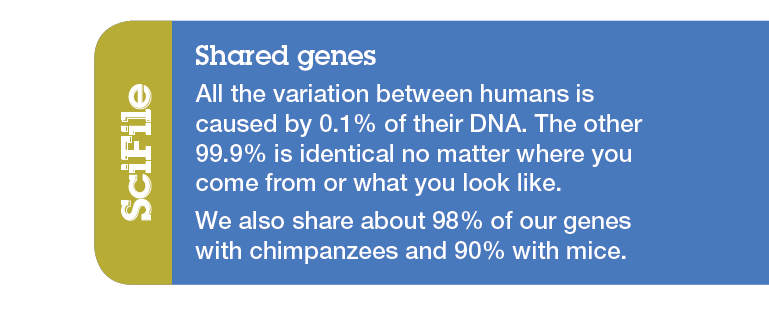 SciFile
Shared genes
All the variation between humans is
caused by 0.1% of their DNA. The other
99.9% is identical no matter where you
come from or what you look like.
We also share about 98% of our genes
with chimpanzees and 90% with mice.